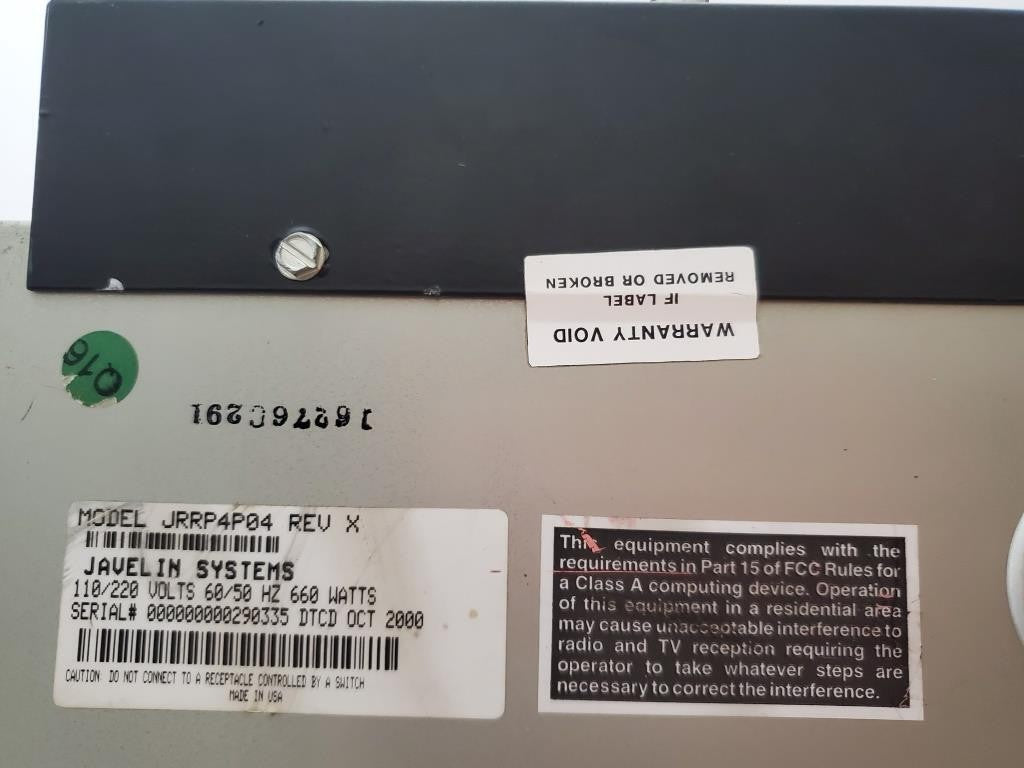 WARRANTY VOID
IF LABEL
REMOVED OR BROKEN
Q16
MODEL JRRP4P04 REV X
JAVELIN SYSTEMS
110/220 VOLTS 60/50 HZ 660 WATTS
SERIAL# 000000000290335 DTCD OCT 2000
CAUTION: DO NOT CONNECT TO A RECEPTACLE CONTROLLED BY A SWITCH
MADE IN USA
This equipment complies with the
requirements in Part 15 of FCC Rules for
a Class A computing device. Operation
of this equipment in a residential area
may cause unacceptable interference to
radio and TV reception requiring the
operator to take whatever steps are
necessary to correct the interference.